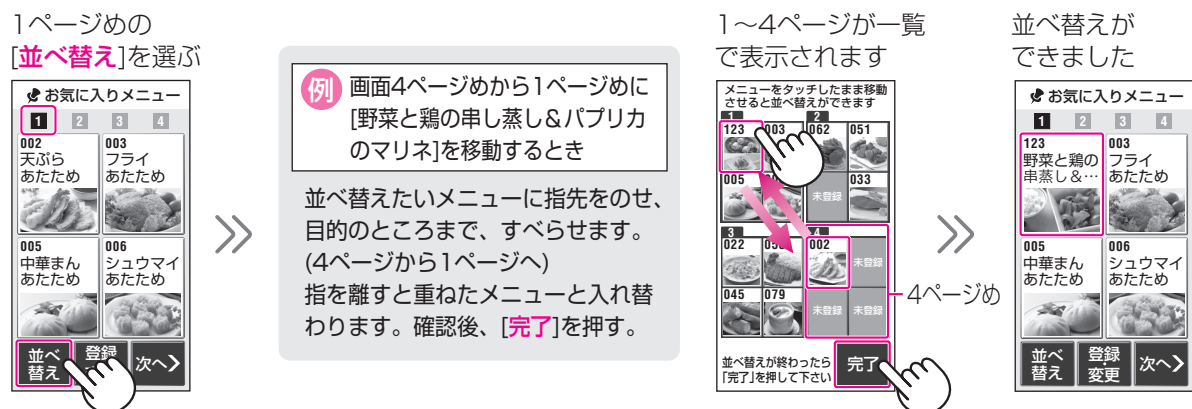 1ページめの
[並べ替え]を選ぶ
お気に入りメニュー
1 2 3 4
002
天ぷら
あたため
003
フライ
あたため
005
中華まん
あたため
006
シュウマイ
あたため
並べ
替え
登録
次へ
例 画面4ページめから1ページめに
[野菜と鶏の串し蒸し&パプリカ
のマリネ]を移動するとき
並べ替えたいメニューに指先をのせ、
目的のところまで、すべらせます。
(4ページから1ページへ)
指を離すと重ねたメニューと入れ替
わります。確認後、[完了]を押す。
1〜4ページが一覧
で表示されます
メニューをタッチしたまま移動
させると並べ替えができます
1 2
123 003 062 051
005 未登録 033
3 4
022 002 未登録
045 079 未登録 未登録
4ページめ
並べ替えが終わったら
「完了」を押して下さい
完了
並べ替えが
できました
お気に入りメニュー
1 2 3 4
123
野菜と鶏の
串蒸し&…
003
フライ
あたため
005
中華まん
あたため
006
シュウマイ
あたため
並べ
替え
登録・
変更
次へ